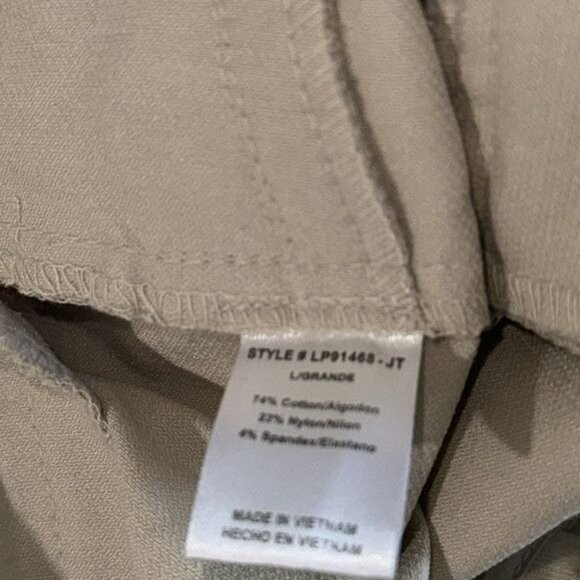 STYLE # LP91468-JT
L/GRANDE
74% Cotton/Algodon
22% Nylon/Nilon
4% Spandex/Elastano
MADE IN VIETNAM
HECHO EN VIETNAM